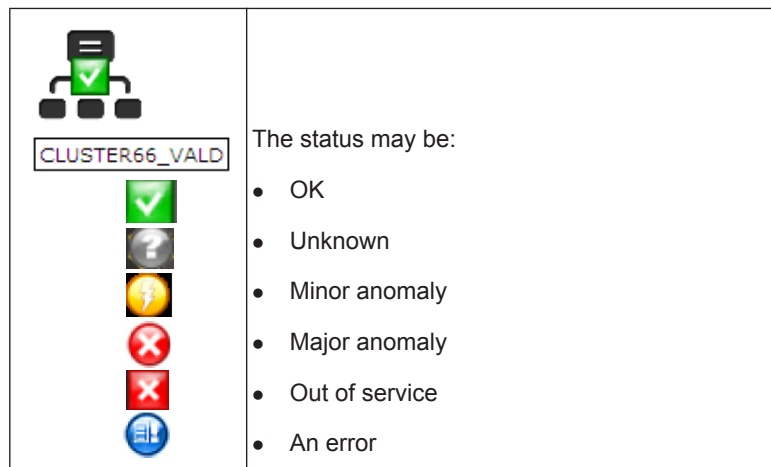 CLUSTER66_VALD
The status may be:
● OK
● Unknown
● Minor anomaly
● Major anomaly
● Out of service
● An error